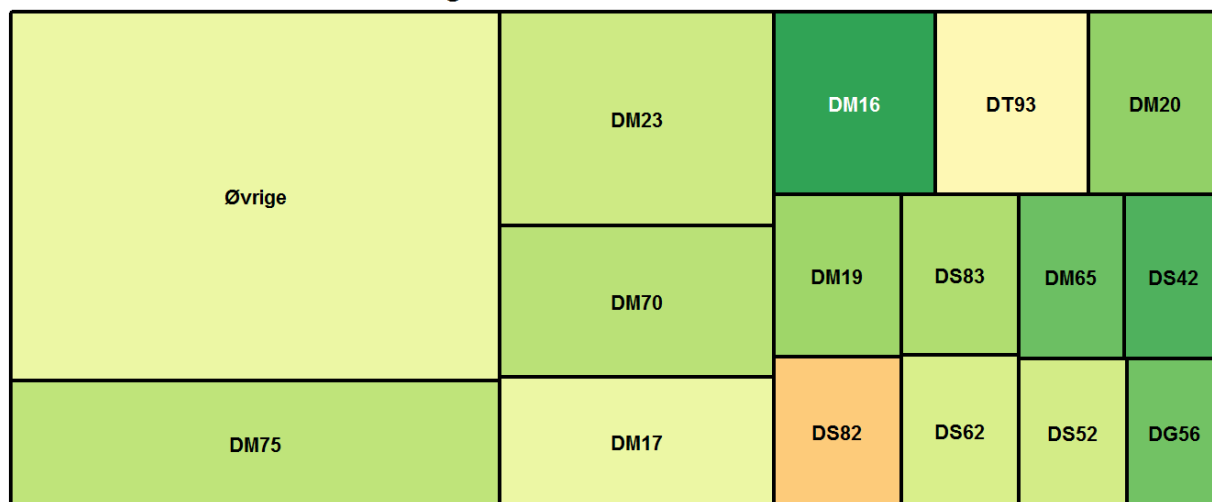 Øvrige
DM23
DM16
DT93
DM20
DM70
DM19
DS83
DM65
DS42
DM75
DM17
DS82
DS62
DS52
DG56